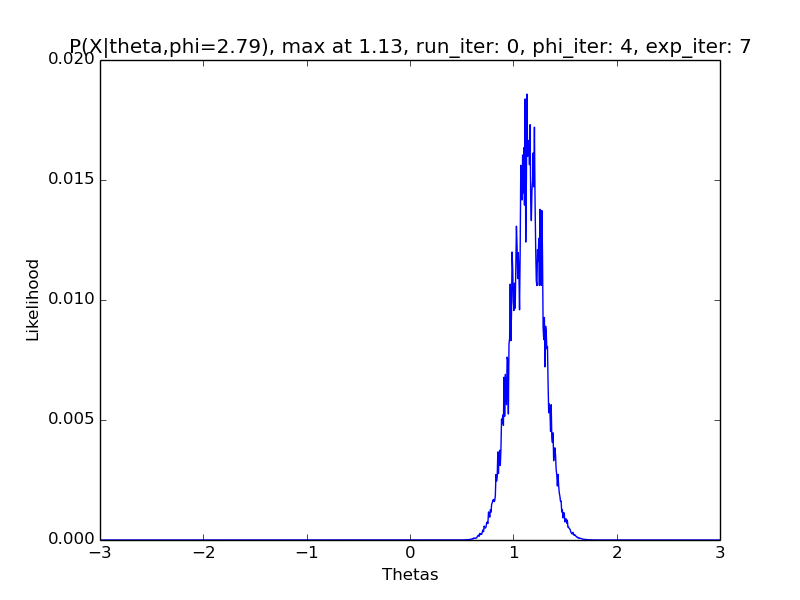 P(X|theta,phi=2.79), max at 1.13, run_iter: 0, phi_iter: 4, exp_iter: 7
0.020
0.015
0.010
0.005
0.000
Likelihood
−3 −2 −1 0 1 2 3
Thetas